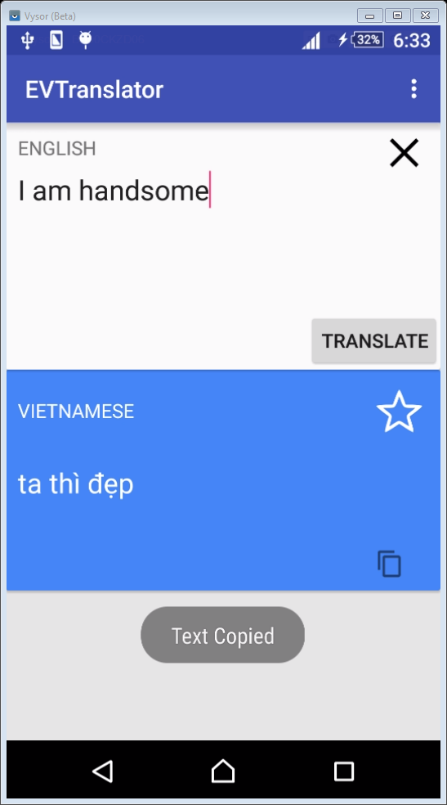 Vysor (Beta)
32% 6:33
EVTranslator
ENGLISH
I am handsome
TRANSLATE
VIETNAMESE
ta thì đẹp
Text Copied